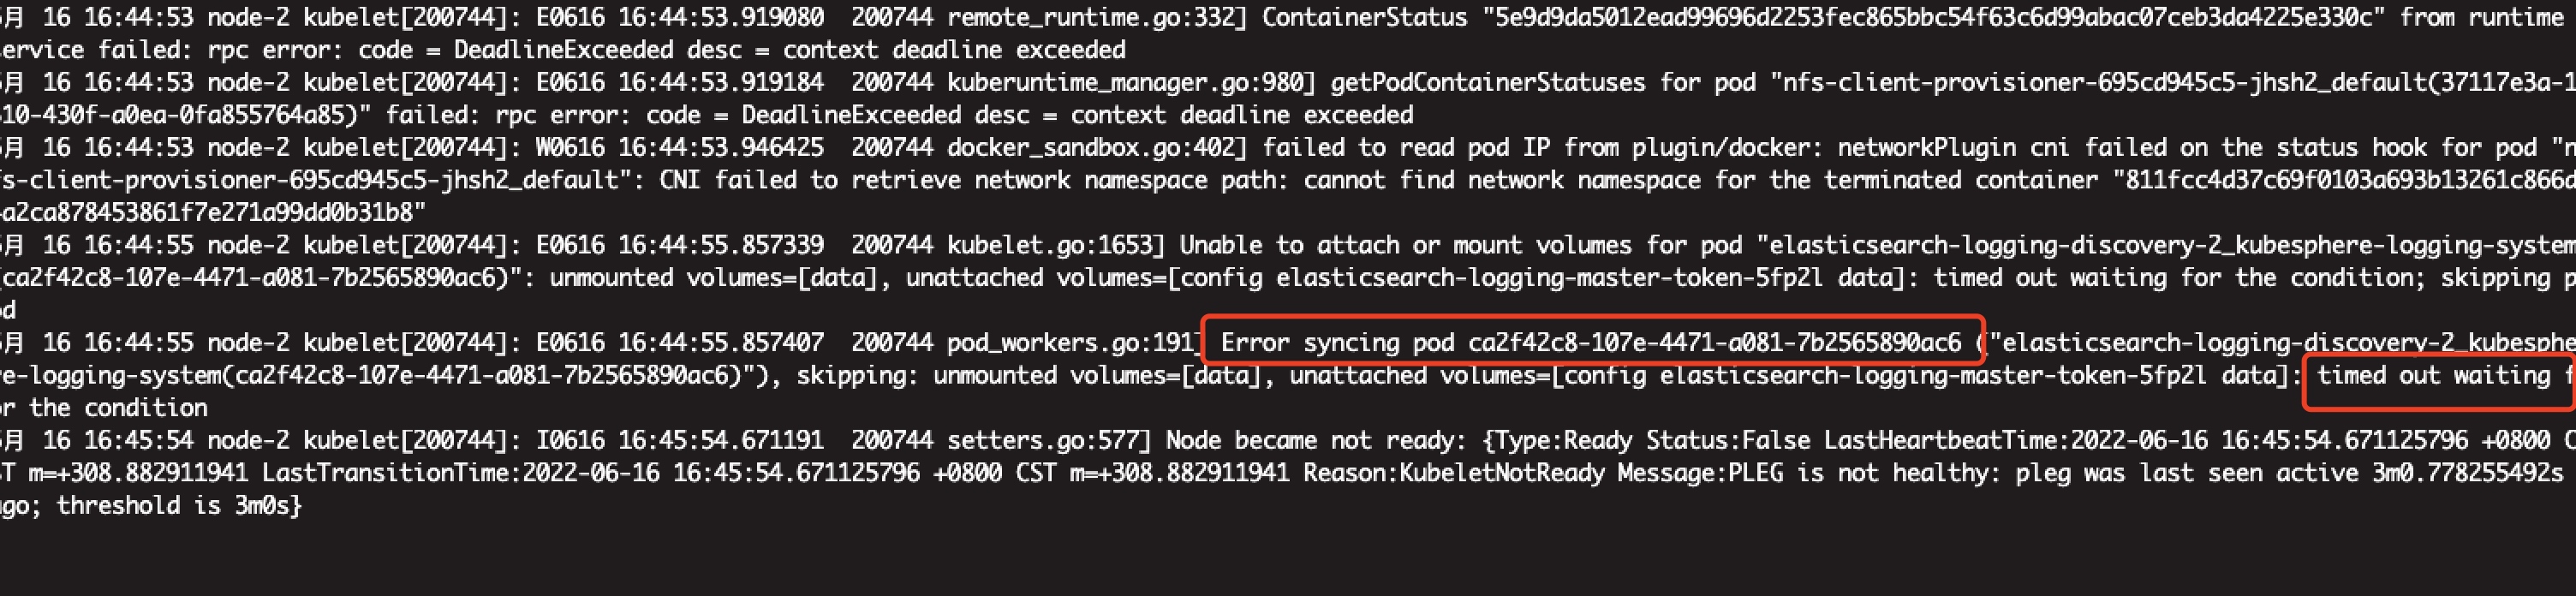 月 16 16:44:53 node-2 kubelet[200744]: E0616 16:44:53.919080  200744 remote_runtime.go:332] ContainerStatus "5e9d9da5012ead99696d2253fec865bbc54f63c6d99abac07ceb3da4225e330c" from runtime
ervice failed: rpc error: code = DeadlineExceeded desc = context deadline exceeded
月 16 16:44:53 node-2 kubelet[200744]: E0616 16:44:53.919184  200744 kuberuntime_manager.go:980] getPodContainerStatuses for pod "nfs-client-provisioner-695cd945c5-jhsh2_default(37117e3a-1
10-430f-a0ea-0fa855764a85)" failed: rpc error: code = DeadlineExceeded desc = context deadline exceeded
月 16 16:44:53 node-2 kubelet[200744]: W0616 16:44:53.946425  200744 docker_sandbox.go:402] failed to read pod IP from plugin/docker: networkPlugin cni failed on the status hook for pod "n
fs-client-provisioner-695cd945c5-jhsh2_default": CNI failed to retrieve network namespace path: cannot find network namespace for the terminated container "811fcc4d37c69f0103a693b13261c866d
a2ca878453861f7e271a99dd0b31b8"
月 16 16:44:55 node-2 kubelet[200744]: E0616 16:44:55.857339  200744 kubelet.go:1653] Unable to attach or mount volumes for pod "elasticsearch-logging-discovery-2_kubesphere-logging-system
(ca2f42c8-107e-4471-a081-7b2565890ac6)": unmounted volumes=[data], unattached volumes=[config elasticsearch-logging-master-token-5fp2l data]: timed out waiting for the condition; skipping p
od
月 16 16:44:55 node-2 kubelet[200744]: E0616 16:44:55.857407  200744 pod_workers.go:191] Error syncing pod ca2f42c8-107e-4471-a081-7b2565890ac6 ("elasticsearch-logging-discovery-2_kubesphe
re-logging-system(ca2f42c8-107e-4471-a081-7b2565890ac6)"), skipping: unmounted volumes=[data], unattached volumes=[config elasticsearch-logging-master-token-5fp2l data]: timed out waiting f
or the condition
月 16 16:45:54 node-2 kubelet[200744]: I0616 16:45:54.671191  200744 setters.go:577] Node became not ready: {Type:Ready Status:False LastHeartbeatTime:2022-06-16 16:45:54.671125796 +0800 C
ST m=+308.882911941 LastTransitionTime:2022-06-16 16:45:54.671125796 +0800 CST m=+308.882911941 Reason:KubeletNotReady Message:PLEG is not healthy: pleg was last seen active 3m0.778255492s
ago; threshold is 3m0s}